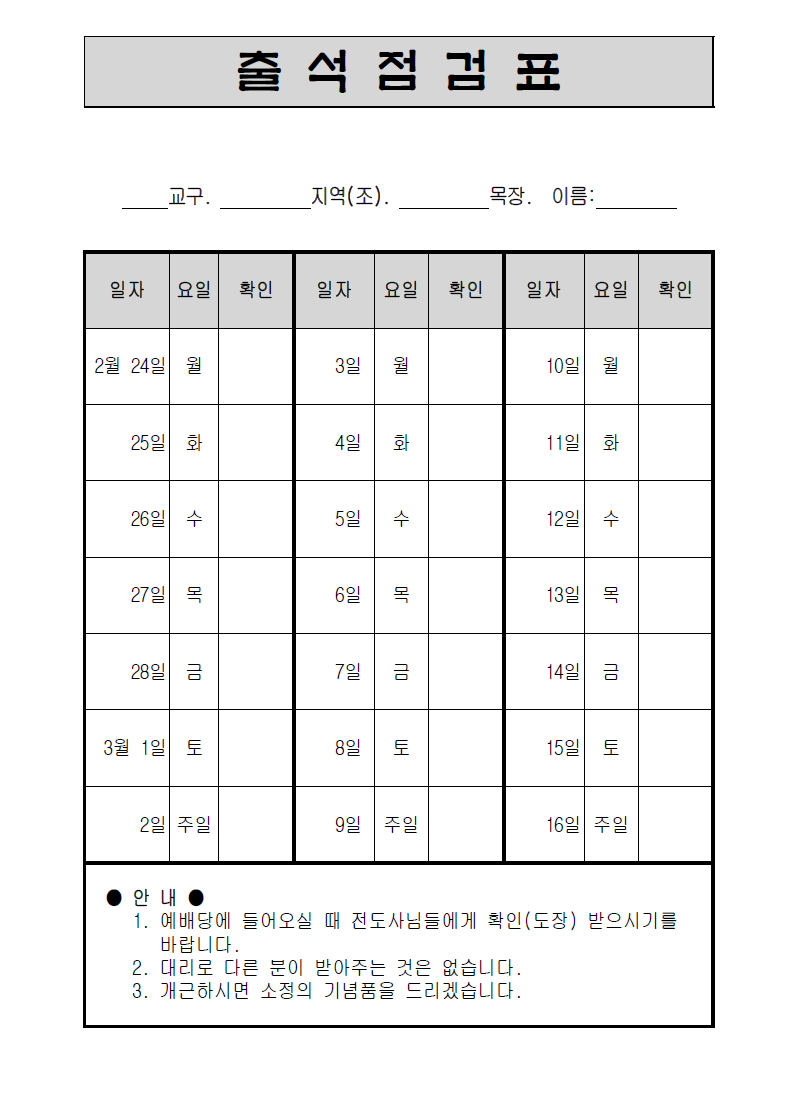 출 석 점 검 표
____교구. ________지역(조). ________목장. 이름:_______
일자 요일 확인 일자 요일 확인 일자 요일 확인
2월 24일 월 3일 월 10일 월
25일 화 4일 화 11일 화
26일 수 5일 수 12일 수
27일 목 6일 목 13일 목
28일 금 7일 금 14일 금
3월 1일 토 8일 토 15일 토
2일 주일 9일 주일 16일 주일
● 안 내 ●
1. 예배당에 들어오실 때 전도사님들에게 확인(도장) 받으시기를
바랍니다.
2. 대리로 다른 분이 받아주는 것은 없습니다.
3. 개근하시면 소정의 기념품을 드리겠습니다.